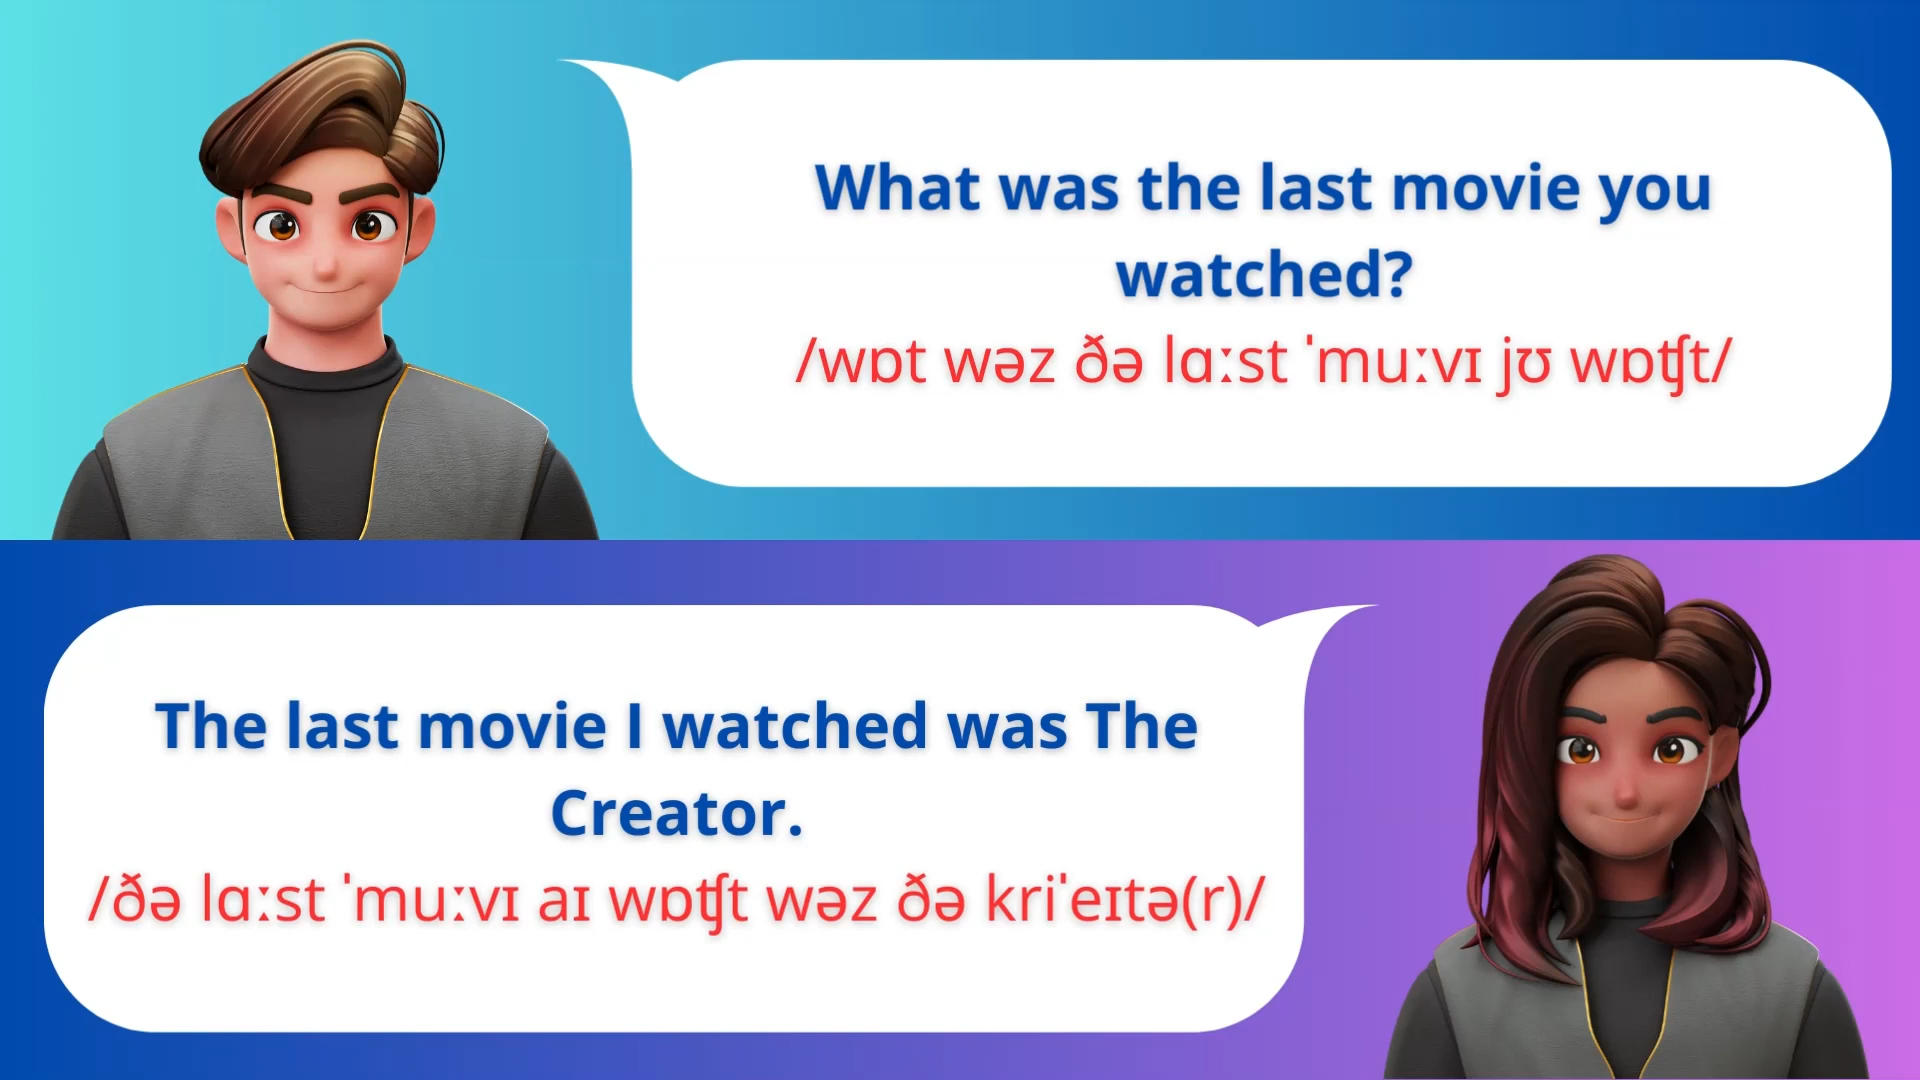 What was the last movie you
watched?
/wɒt wəz ðə lɑːst ˈmuːvɪ jʊ wɒʧt/
The last movie I watched was The
Creator.
/ðə lɑːst ˈmuːvɪ aɪ wɒʧt wəz ðə kriˈeɪtə(r)/